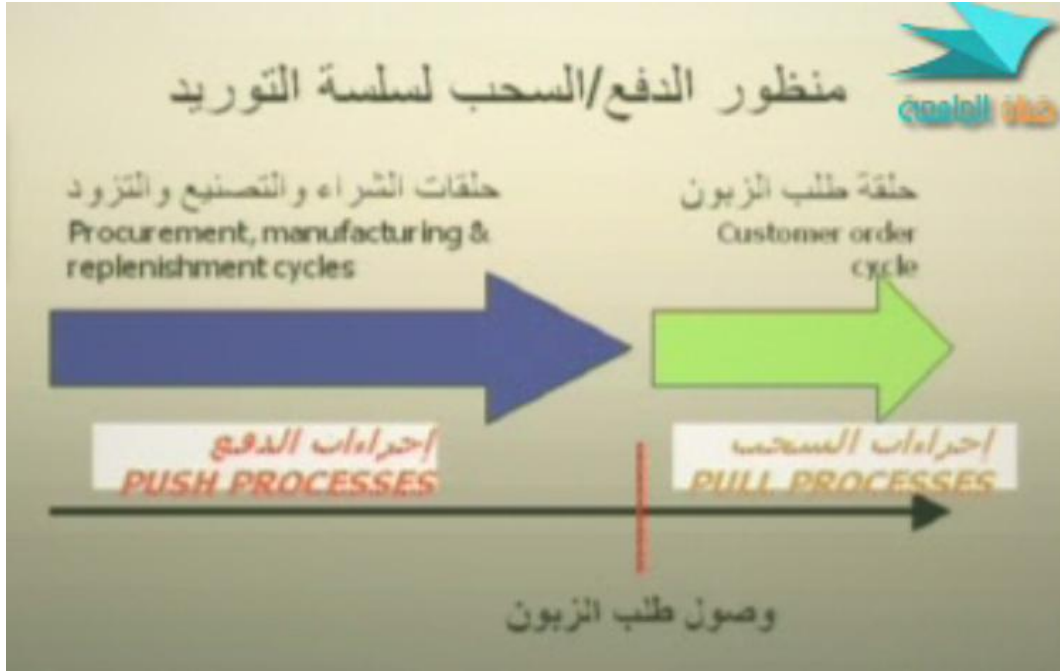 منظور الدفع/السحب لسلسة التوريد
حلقة طلب الزبون
Customer order
cycle
حلقات الشراء والتصنيع والتزود
Procurement, manufacturing &
replenishment cycles
إجراءات الدفع
PUSH PROCESSES
إجراءات السحب
PULL PROCESSES
وصول طلب الزبون